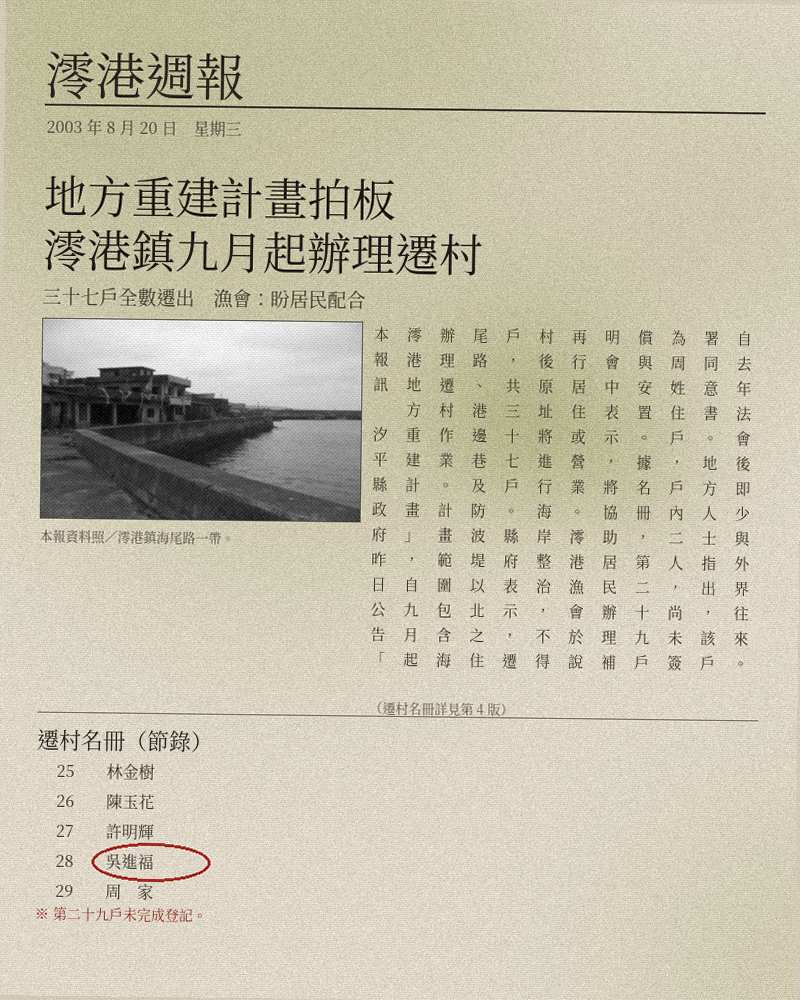 澪港週報
2003 年 8 月 20 日　星期三
地方重建計畫拍板
澪港鎮九月起辦理遷村
三十七戶全數遷出　漁會：盼居民配合
本報資料照／澪港鎮海尾路一帶。
本報訊　汐平縣政府昨日公告「
澪港地方重建計畫」，自九月起
辦理遷村作業。計畫範圍包含海
尾路、港邊巷及防波堤以北之住
戶，共三十七戶。縣府表示，遷
村後原址將進行海岸整治，不得
再行居住或營業。澪港漁會於說
明會中表示，將協助居民辦理補
償與安置。據名冊，第二十九戶
為周姓住戶，戶內二人，尚未簽
署同意書。地方人士指出，該戶
自去年法會後即少與外界往來。
（遷村名冊詳見第 4 版）
遷村名冊（節錄）
25　林金樹
26　陳玉花
27　許明輝
28　吳進福
29　周　家
※ 第二十九戶未完成登記。